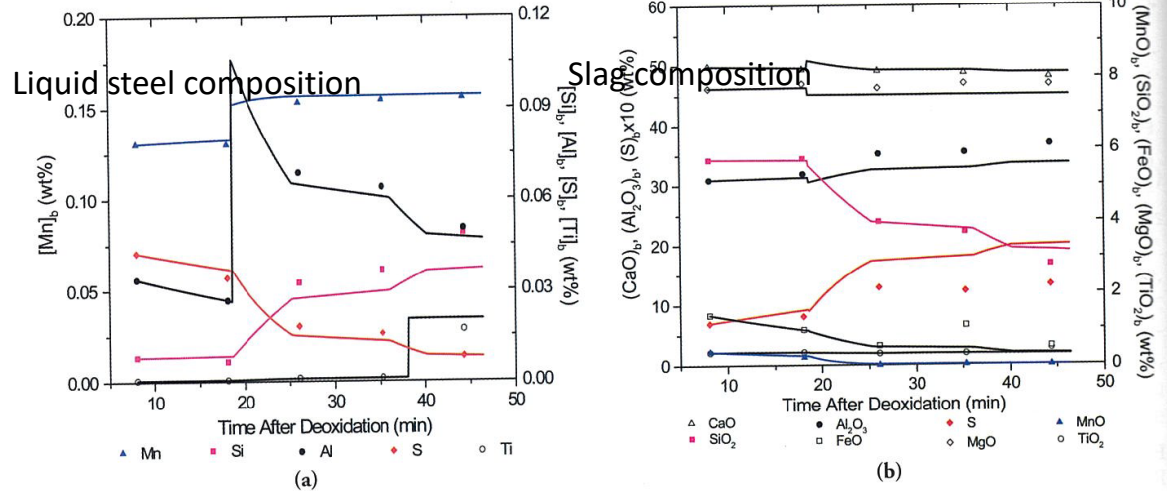 Liquid steel composition
0.20
0.15
0.10
0.05
0.00
[Mn]b (wt%)
0.12
0.09
0.06
0.03
0.00
[Si]b, [Al]b, [S]b, [Ti]b (wt%)
10 20 30 40 50
Time After Deoxidation (min)
Mn Si Al S Ti
(a)
Slag composition
60
50
40
30
20
10
0
(CaO)b, (Al2O3)b, (S)bx10 (wt%)
10
8
6
4
2
0
(MnO)b, (SiO2)b, (FeO)b, (MgO)b, (TiO2)b (wt%)
10 20 30 40 50
Time After Deoxidation (min)
CaO Al2O3 S MnO
SiO2 FeO MgO TiO2
(b)